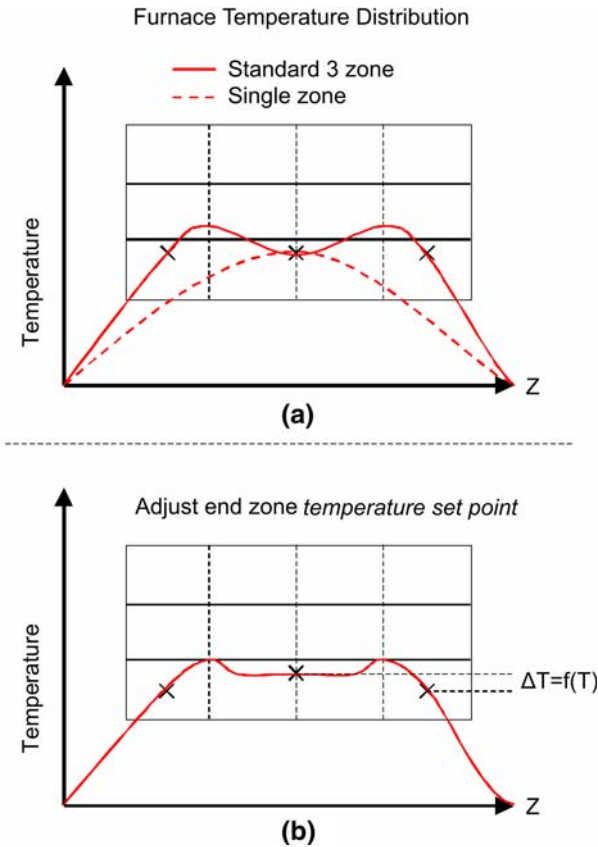 Furnace Temperature Distribution
Standard 3 zone
Single zone
Temperature
Z
(a)
Adjust end zone temperature set point
Temperature
ΔT=f(T)
Z
(b)